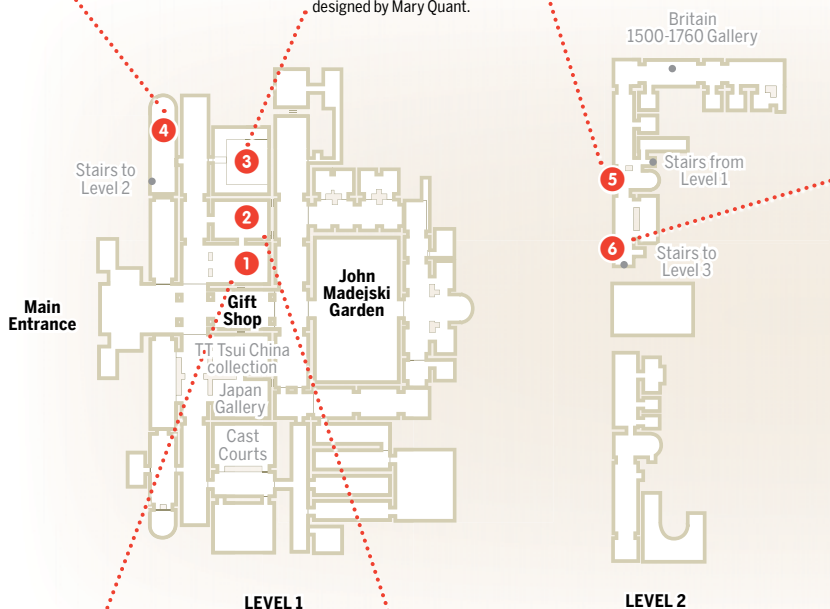 designed by Mary Quant.
Britain
1500-1760 Gallery
4
3
Stairs to
Level 2
5
Stairs from
Level 1
2
6
1
Stairs to
Level 3
Main
Entrance
Gift
Shop
John
Madejski
Garden
TT Tsui China
collection
Japan
Gallery
Cast
Courts
LEVEL 1
LEVEL 2